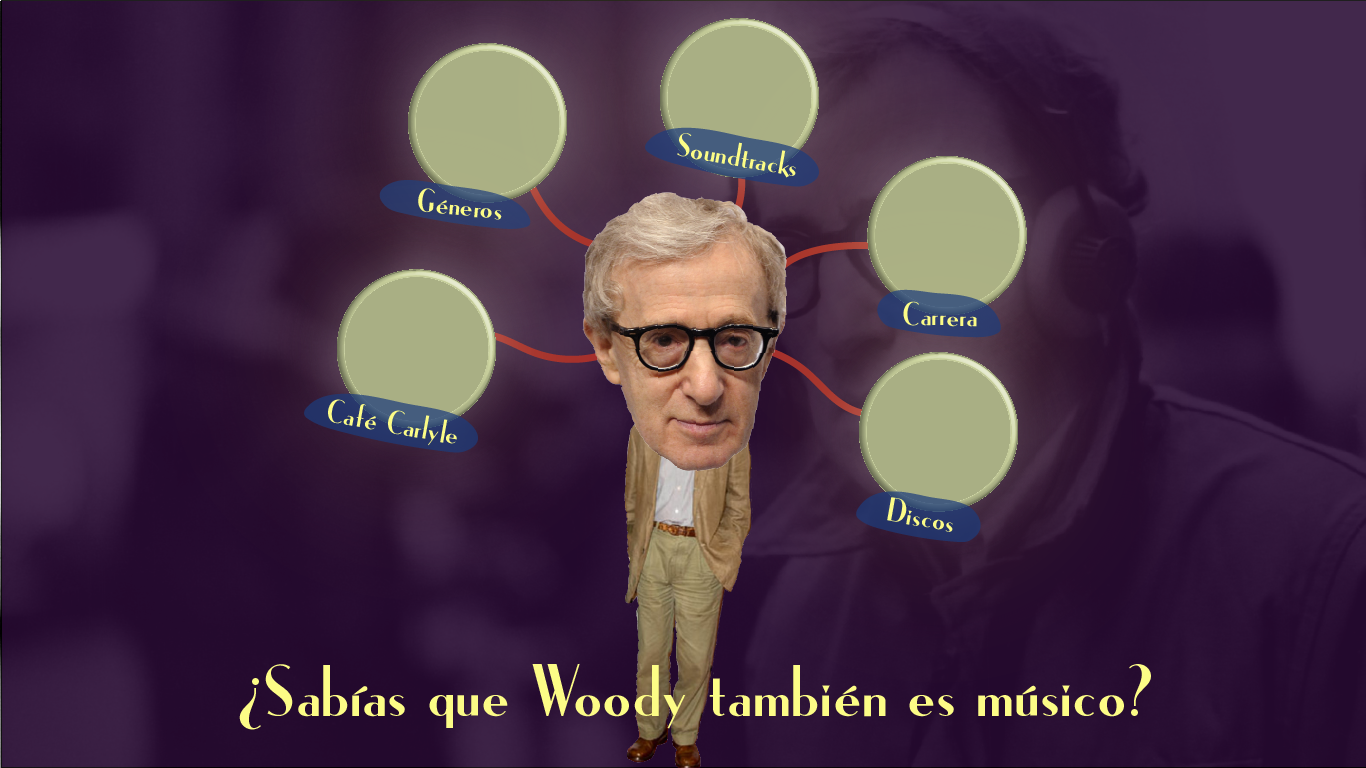 Soundtracks
Géneros
Carrera
Café Carlyle
Discos
¿Sabías que Woody también es músico?